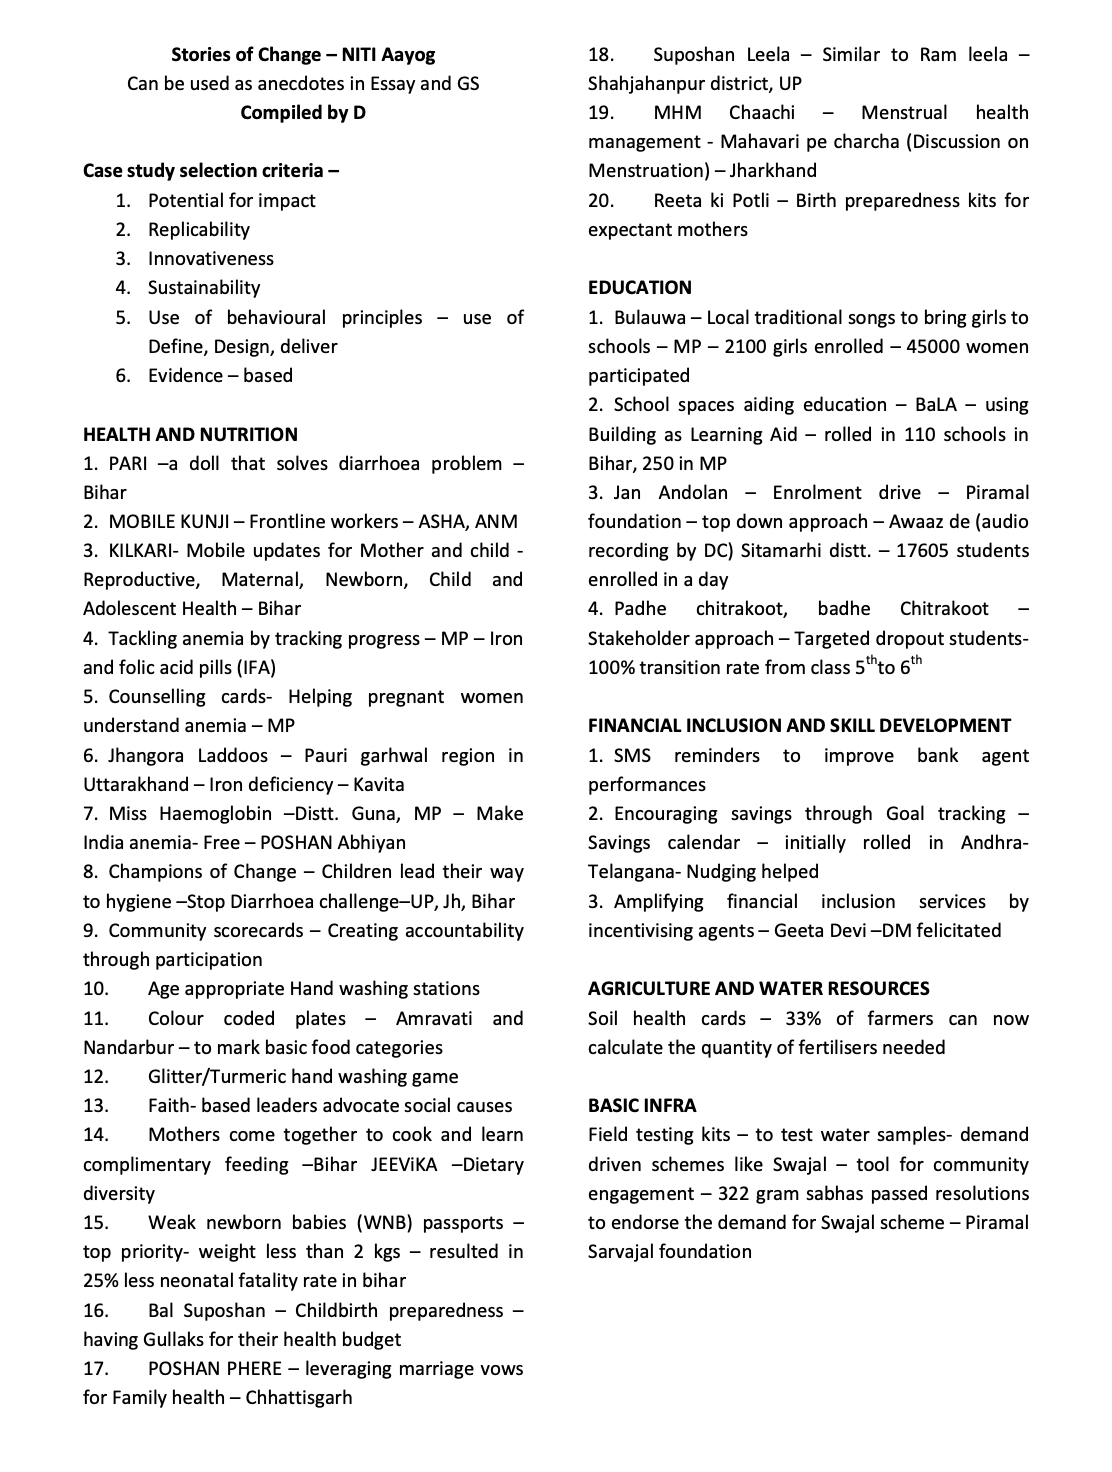 Stories of Change – NITI Aayog
Can be used as anecdotes in Essay and GS
Compiled by D
Case study selection criteria –
1. Potential for impact
2. Replicability
3. Innovativeness
4. Sustainability
5. Use of behavioural principles – use of
Define, Design, deliver
6. Evidence – based
HEALTH AND NUTRITION
1. PARI –a doll that solves diarrhoea problem –
Bihar
2. MOBILE KUNJI – Frontline workers – ASHA, ANM
3. KILKARI- Mobile updates for Mother and child -
Reproductive, Maternal, Newborn, Child and
Adolescent Health – Bihar
4. Tackling anemia by tracking progress – MP – Iron
and folic acid pills (IFA)
5. Counselling cards- Helping pregnant women
understand anemia – MP
6. Jhangora Laddoos – Pauri garhwal region in
Uttarakhand – Iron deficiency – Kavita
7. Miss Haemoglobin –Distt. Guna, MP – Make
India anemia- Free – POSHAN Abhiyan
8. Champions of Change – Children lead their way
to hygiene –Stop Diarrhoea challenge–UP, Jh, Bihar
9. Community scorecards – Creating accountability
through participation
10. Age appropriate Hand washing stations
11. Colour coded plates – Amravati and
Nandarbur – to mark basic food categories
12. Glitter/Turmeric hand washing game
13. Faith- based leaders advocate social causes
14. Mothers come together to cook and learn
complimentary feeding –Bihar JEEViKA –Dietary
diversity
15. Weak newborn babies (WNB) passports –
top priority- weight less than 2 kgs – resulted in
25% less neonatal fatality rate in bihar
16. Bal Suposhan – Childbirth preparedness –
having Gullaks for their health budget
17. POSHAN PHERE – leveraging marriage vows
for Family health – Chhattisgarh
18. Suposhan Leela – Similar to Ram leela –
Shahjahanpur district, UP
19. MHM Chaachi – Menstrual health
management - Mahavari pe charcha (Discussion on
Menstruation) – Jharkhand
20. Reeta ki Potli – Birth preparedness kits for
expectant mothers
EDUCATION
1. Bulauwa – Local traditional songs to bring girls to
schools – MP – 2100 girls enrolled – 45000 women
participated
2. School spaces aiding education – BaLA – using
Building as Learning Aid – rolled in 110 schools in
Bihar, 250 in MP
3. Jan Andolan – Enrolment drive – Piramal
foundation – top down approach – Awaaz de (audio
recording by DC) Sitamarhi distt. – 17605 students
enrolled in a day
4. Padhe chitrakoot, badhe Chitrakoot –
Stakeholder approach – Targeted dropout students-
100% transition rate from class 5th to 6th
FINANCIAL INCLUSION AND SKILL DEVELOPMENT
1. SMS reminders to improve bank agent
performances
2. Encouraging savings through Goal tracking –
Savings calendar – initially rolled in Andhra-
Telangana- Nudging helped
3. Amplifying financial inclusion services by
incentivising agents – Geeta Devi –DM felicitated
AGRICULTURE AND WATER RESOURCES
Soil health cards – 33% of farmers can now
calculate the quantity of fertilisers needed
BASIC INFRA
Field testing kits – to test water samples- demand
driven schemes like Swajal – tool for community
engagement – 322 gram sabhas passed resolutions
to endorse the demand for Swajal scheme – Piramal
Sarvajal foundation